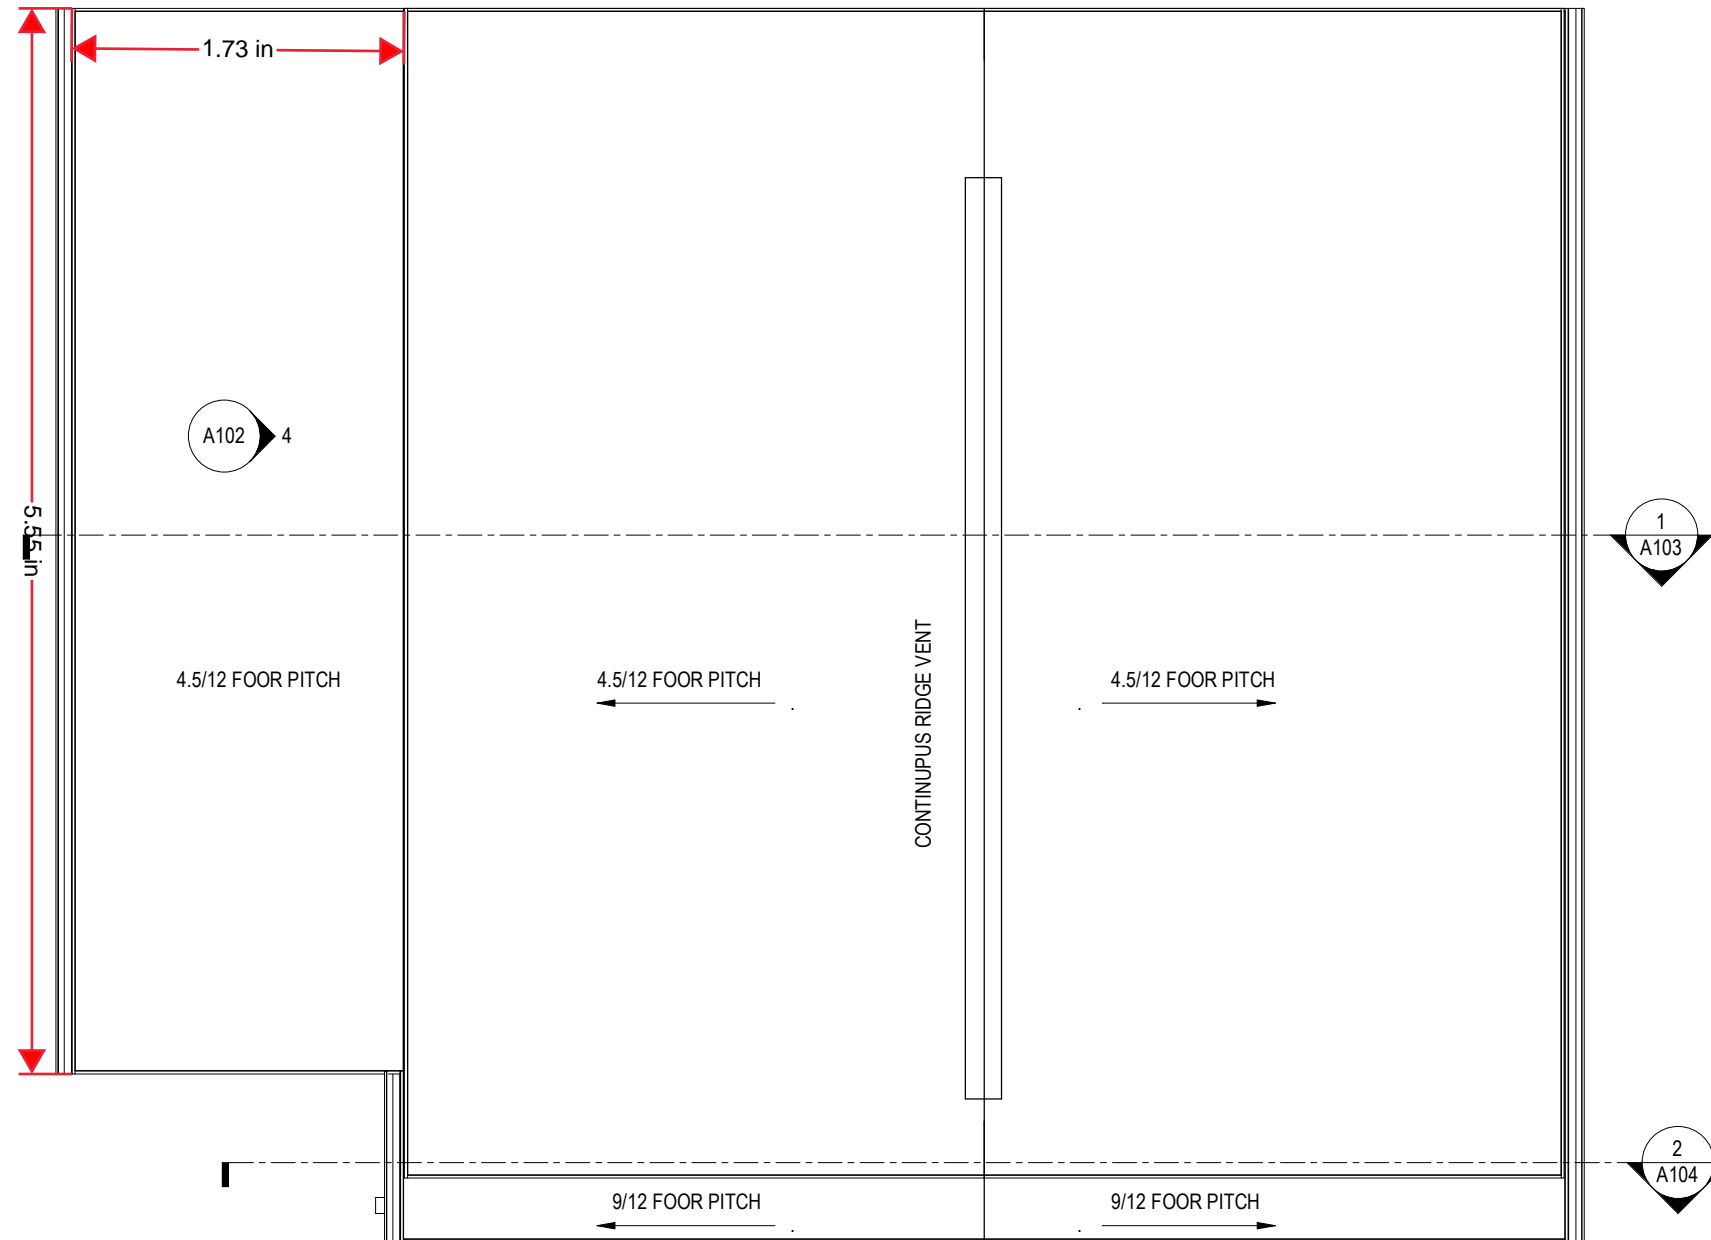 1.73 in
A102 4
5.55 in
1
A103
4.5/12 FOOR PITCH
4.5/12 FOOR PITCH
4.5/12 FOOR PITCH
CONTINUPUS RIDGE VENT
2
A104
9/12 FOOR PITCH
9/12 FOOR PITCH